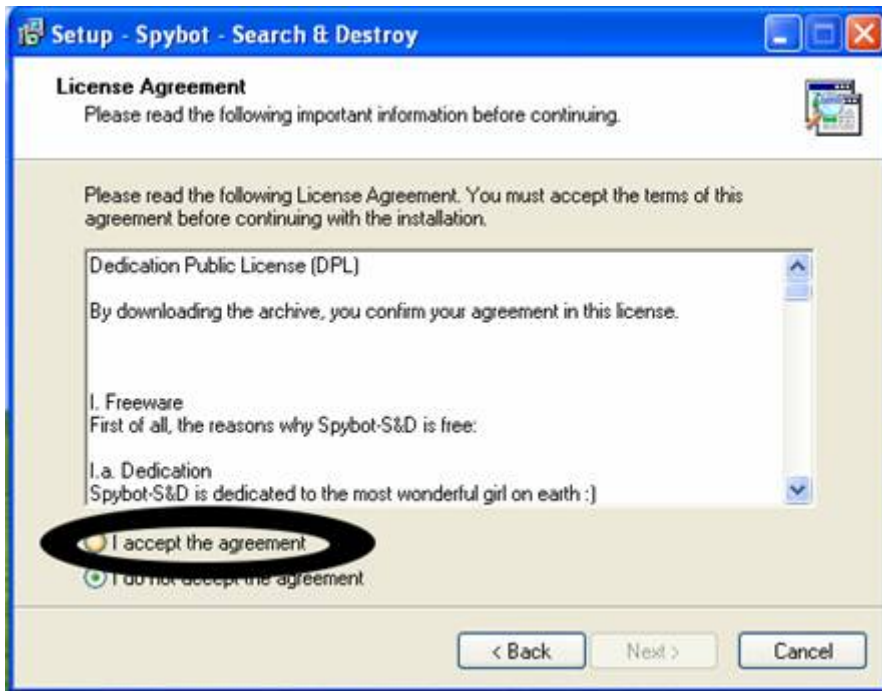 Setup - Spybot - Search & Destroy
License Agreement
Please read the following important information before continuing.
Please read the following License Agreement. You must accept the terms of this
agreement before continuing with the installation.
Dedication Public License (DPL)
By downloading the archive, you confirm your agreement in this license.
I. Freeware
First of all, the reasons why Spybot-S&D is free:
I.a. Dedication
Spybot-S&D is dedicated to the most wonderful girl on earth :)
I accept the agreement
I do not accept the agreement
< Back
Next >
Cancel